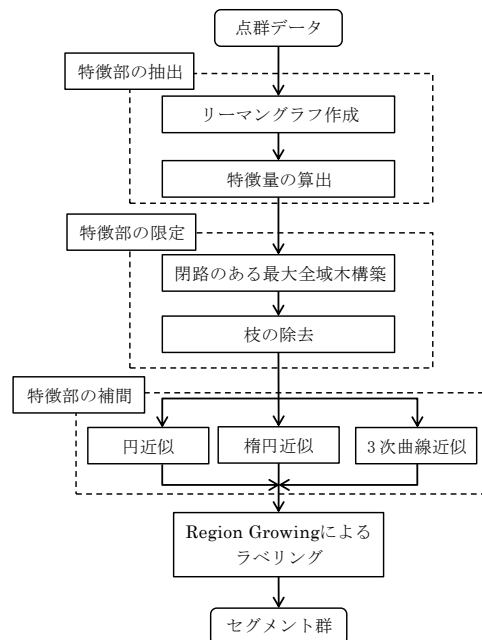 点群データ
特徴部の抽出
リーマングラフ作成
特徴量の算出
特徴部の限定
閉路のある最大全域木構築
枝の除去
特徴部の補間
円近似
楕円近似
3次曲線近似
Region Growingによる
ラベリング
セグメント群